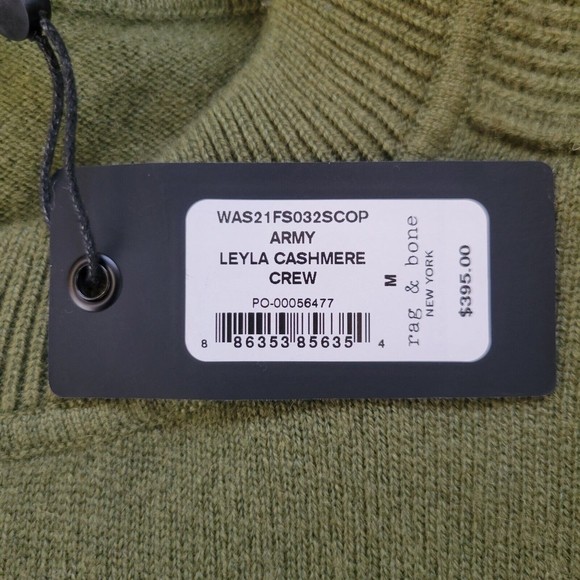 WAS21FS032SCOP
ARMY
LEYLA CASHMERE
CREW
PO-00056477
8 86353 85635 4
M
rag & bone
NEW YORK
$395.00